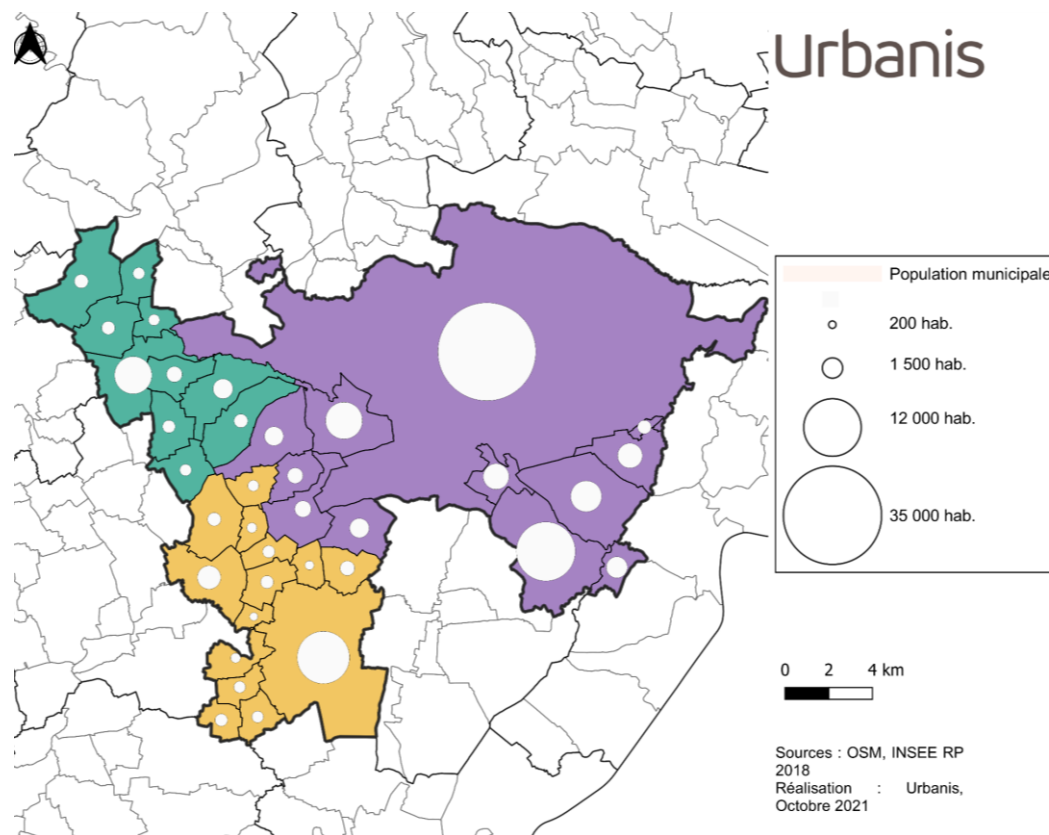 Urbanis
Population municipale
200 hab.
1 500 hab.
12 000 hab.
35 000 hab.
0 2 4 km
Sources : OSM, INSEE RP
2018
Réalisation : Urbanis,
Octobre 2021